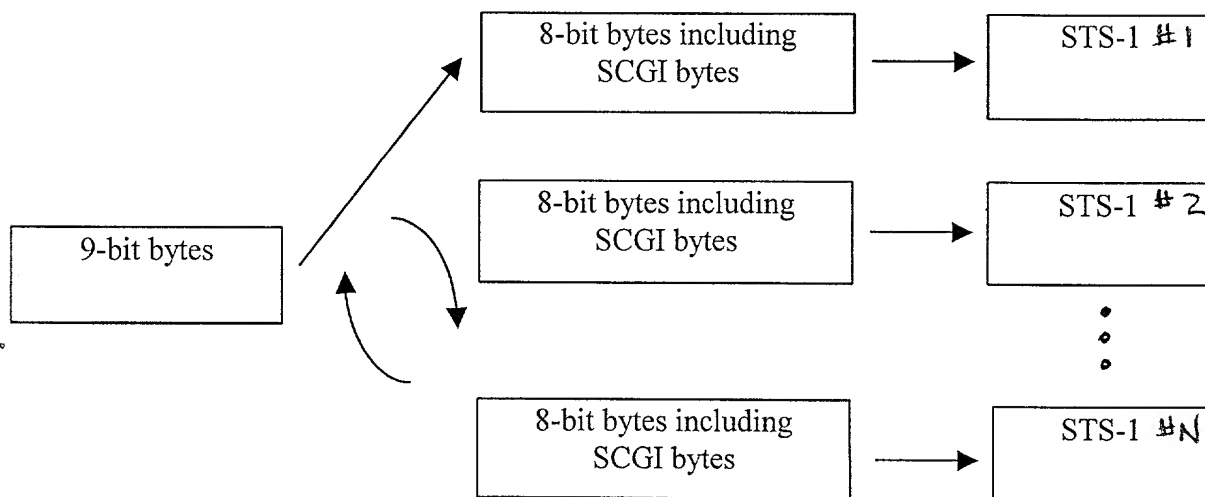 8-bit bytes including
SCGI bytes
STS-1 #1
8-bit bytes including
SCGI bytes
STS-1 #2
9-bit bytes
8-bit bytes including
SCGI bytes
STS-1 #N